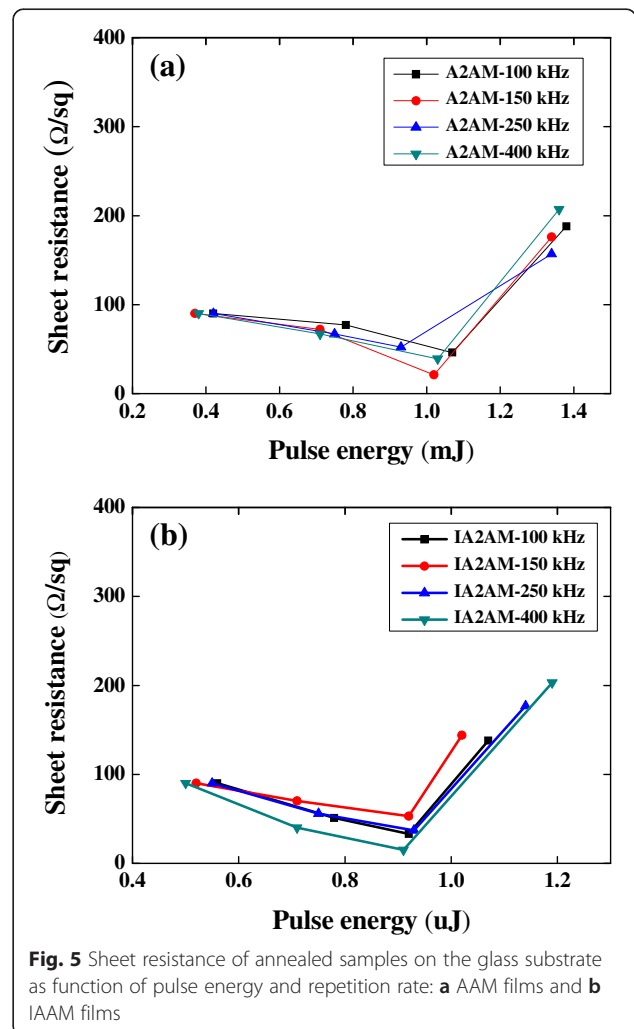 400
(a)
A2AM-100 kHz
A2AM-150 kHz
A2AM-250 kHz
A2AM-400 kHz
300
200
100
0
Sheet resistance (Ω/sq)
0.2 0.4 0.6 0.8 1.0 1.2 1.4
Pulse energy (mJ)
400
(b)
IA2AM-100 kHz
IA2AM-150 kHz
IA2AM-250 kHz
IA2AM-400 kHz
300
200
100
0
Sheet resistance (Ω/sq)
0.4 0.6 0.8 1.0 1.2
Pulse energy (uJ)
Fig. 5 Sheet resistance of annealed samples on the glass substrate
as function of pulse energy and repetition rate: a AAM films and b
IAAM films